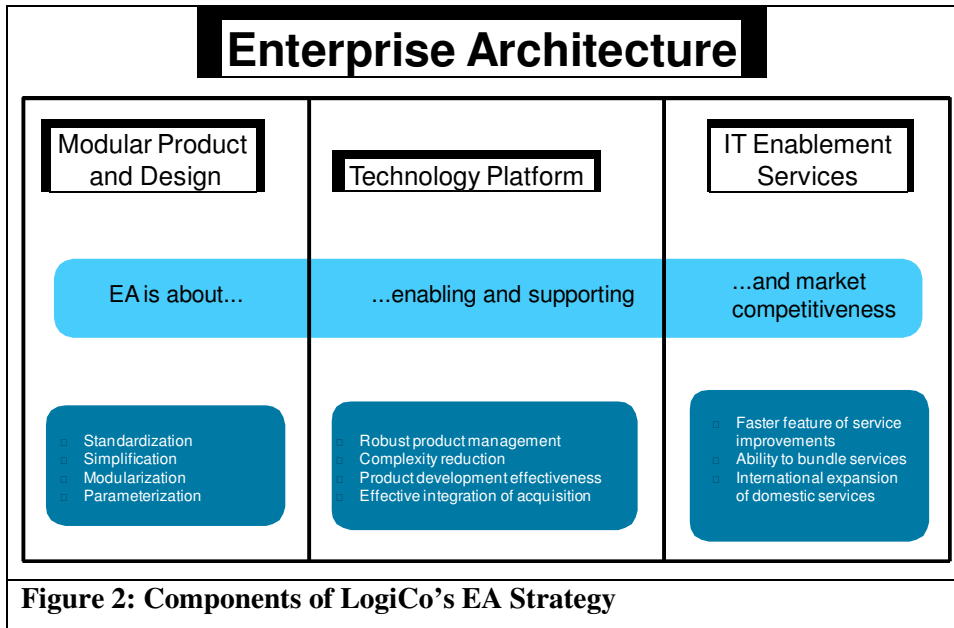 Enterprise Architecture
Modular Product
and Design
Technology Platform
IT Enablement
Services
EA is about...
...enabling and supporting
...and market
competitiveness
Standardization
Simplification
Modularization
Parameterization
Robust product management
Complexity reduction
Product development effectiveness
Effective integration of acquisition
Faster feature of service
improvements
Ability to bundle services
International expansion
of domestic services
Figure 2: Components of LogiCo's EA Strategy